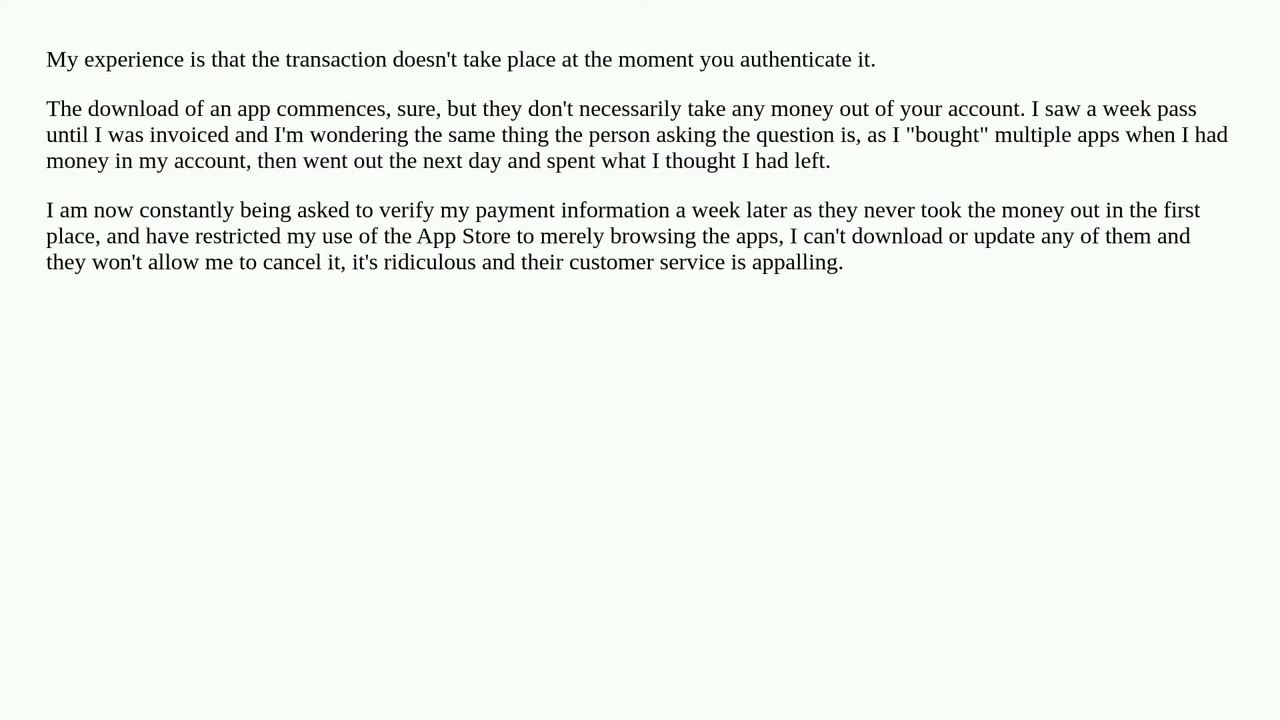 My experience is that the transaction doesn't take place at the moment you authenticate it.
The download of an app commences, sure, but they don't necessarily take any money out of your account. I saw a week pass
until I was invoiced and I'm wondering the same thing the person asking the question is, as I "bought" multiple apps when I had
money in my account, then went out the next day and spent what I thought I had left.
I am now constantly being asked to verify my payment information a week later as they never took the money out in the first
place, and have restricted my use of the App Store to merely browsing the apps, I can't download or update any of them and
they won't allow me to cancel it, it's ridiculous and their customer service is appalling.